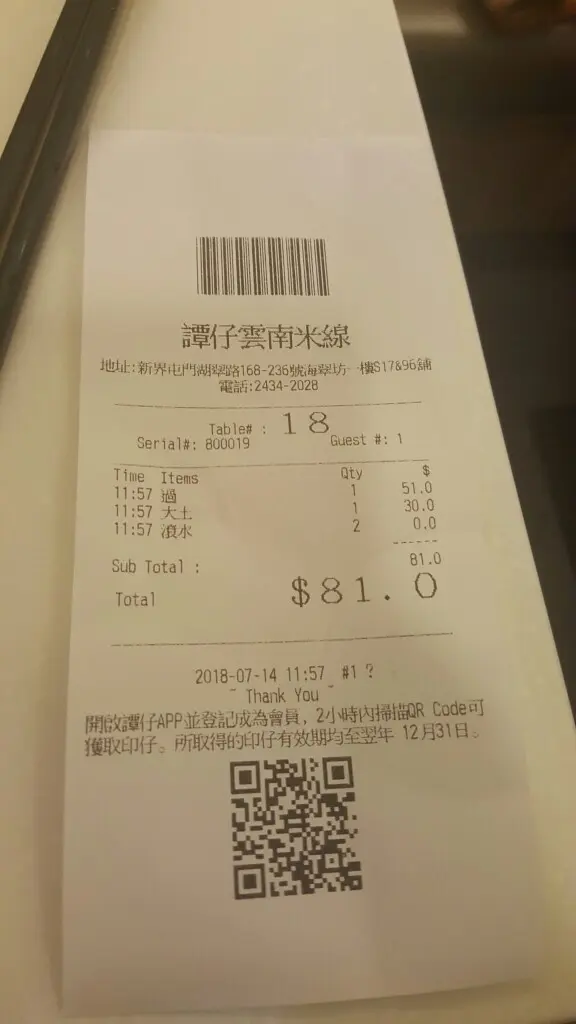 譚仔雲南米線
地址:新界屯門湖翠路168-236號海翠坊一樓S17&96舖
電話:2434-2028
Table# : 18
Serial#: 800019 Guest #: 1
Time Items Qty $
11:57 過 1 51.0
11:57 大土 1 30.0
11:57 滾水 2 0.0
------
Sub Total : 81.0
Total $81.0
2018-07-14 11:57 #1 ?
~ Thank You ~
開啟譚仔APP並登記成為會員, 2小時內掃描QR Code可
獲取印仔。所取得的印仔有效期均至翌年 12月31日。